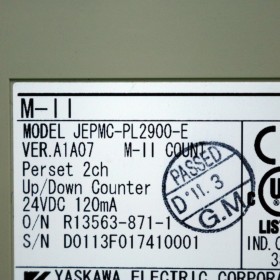 M-II
MODEL JEPMC-PL2900-E
VER.A1A07 M-II COUNT
Perset 2ch
Up/Down Counter
24VDC 120mA
O/N R13563-871-1
S/N D0113F017410001
PASSED
D'11.3
G.M
C
LIS
IND.C
3
YASKAWA ELECTRIC CORPOR